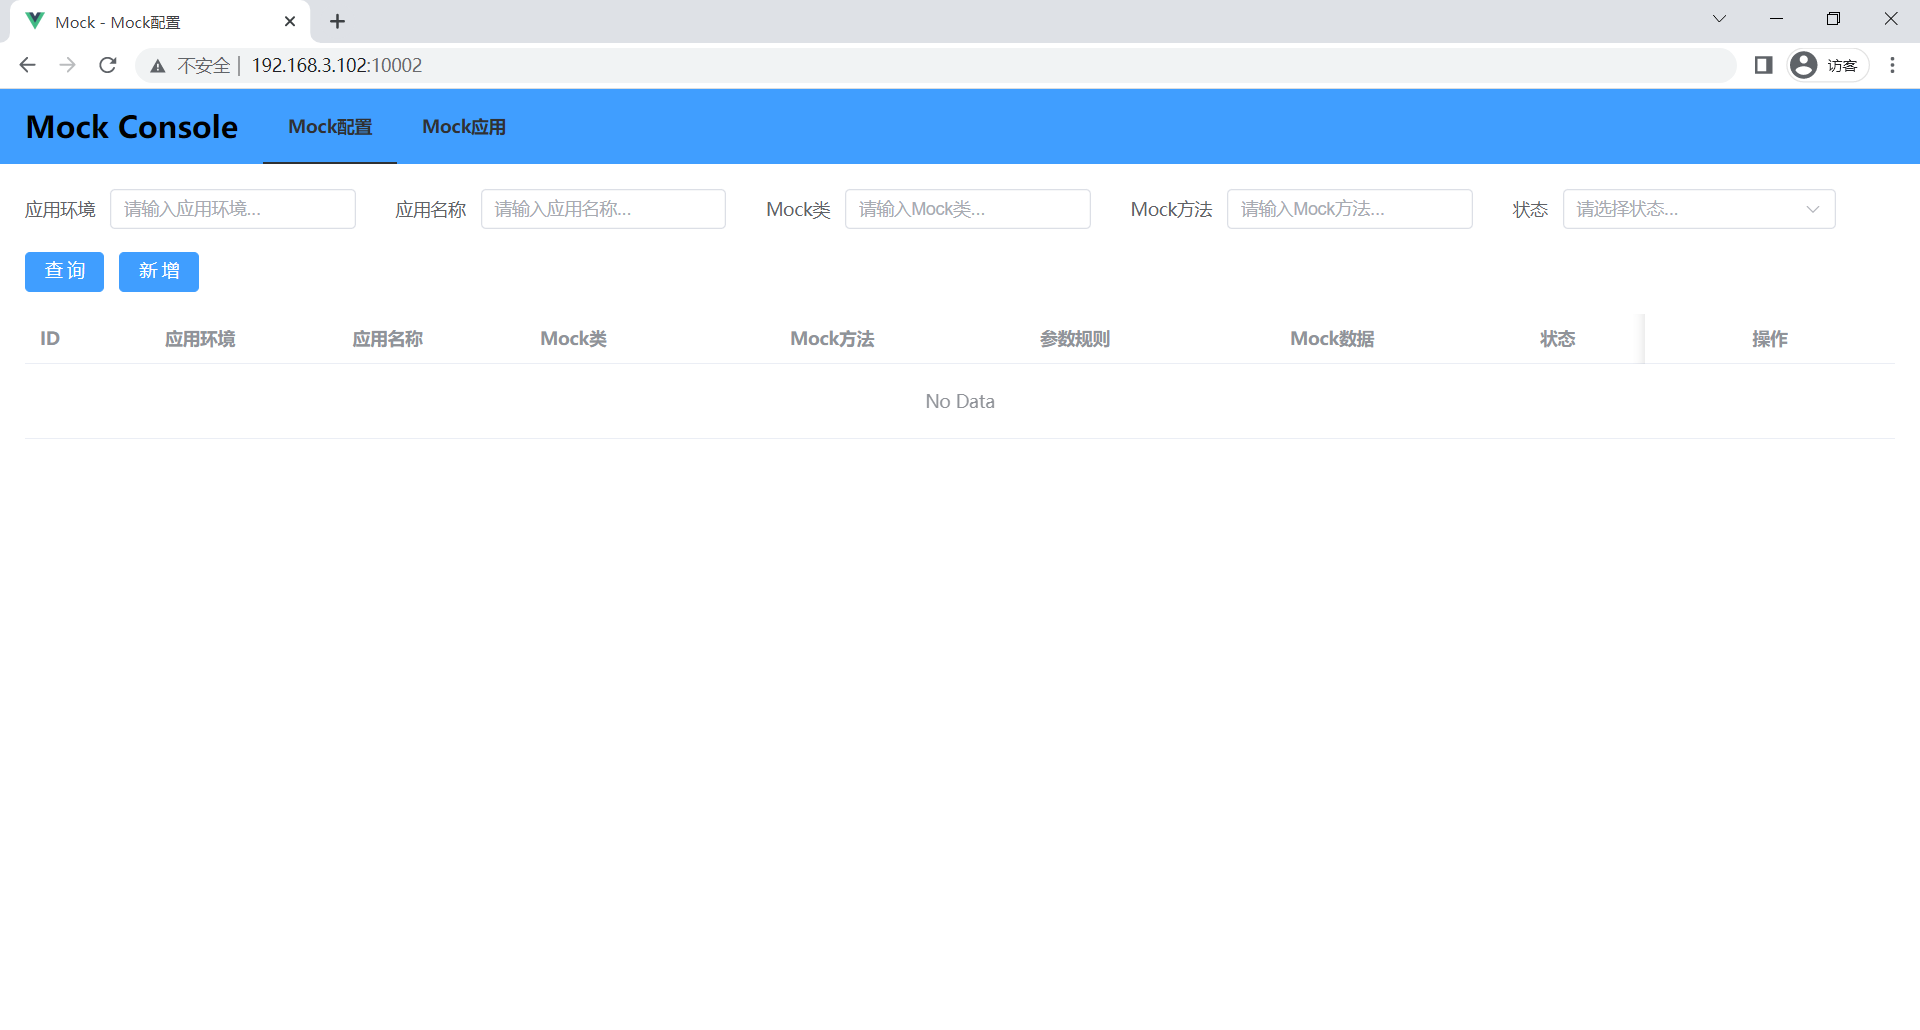 Mock - Mock配置
不安全 | 192.168.3.102:10002 访客
Mock Console Mock配置 Mock应用
应用环境 请输入应用环境... 应用名称 请输入应用名称... Mock类 请输入Mock类... Mock方法 请输入Mock方法... 状态 请选择状态...
查询 新增
ID 应用环境 应用名称 Mock类 Mock方法 参数规则 Mock数据 状态 操作
No Data